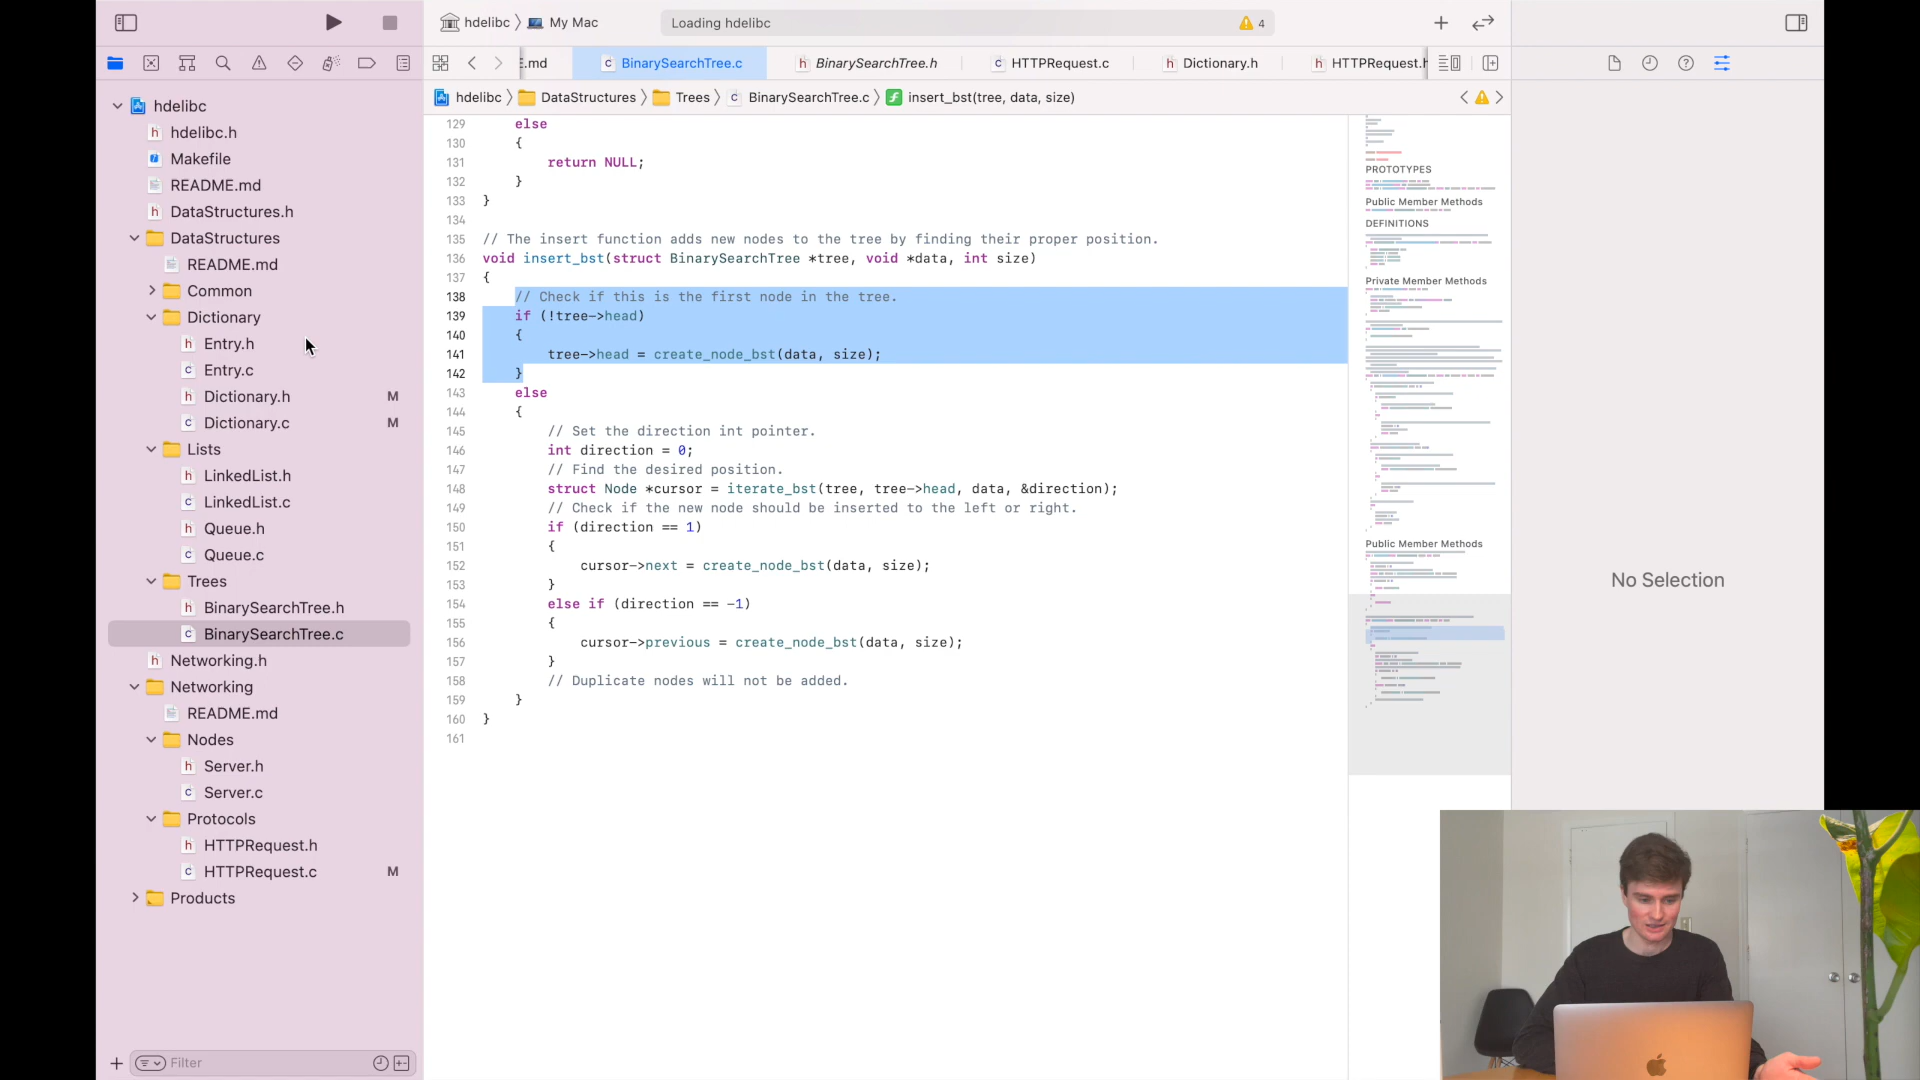 hdelibc
My Mac
Loading hdelibc
4
E.md
BinarySearchTree.c
BinarySearchTree.h
HTTPRequest.c
Dictionary.h
HTTPRequest.h
hdelibc
DataStructures
Trees
BinarySearchTree.c
insert_bst(tree, data, size)
hdelibc
hdelibc.h
Makefile
README.md
DataStructures.h
DataStructures
README.md
Common
Dictionary
Entry.h
Entry.c
Dictionary.h M
Dictionary.c M
Lists
LinkedList.h
LinkedList.c
Queue.h
Queue.c
Trees
BinarySearchTree.h
BinarySearchTree.c
Networking.h
Networking
README.md
Nodes
Server.h
Server.c
Protocols
HTTPRequest.h
HTTPRequest.c M
Products
Filter
129 else
130 {
131 return NULL;
132 }
133 }
134
135 // The insert function adds new nodes to the tree by finding their proper position.
136 void insert_bst(struct BinarySearchTree *tree, void *data, int size)
137 {
138 // Check if this is the first node in the tree.
139 if (!tree->head)
140 {
141 tree->head = create_node_bst(data, size);
142 }
143 else
144 {
145 // Set the direction int pointer.
146 int direction = 0;
147 // Find the desired position.
148 struct Node *cursor = iterate_bst(tree, tree->head, data, &direction);
149 // Check if the new node should be inserted to the left or right.
150 if (direction == 1)
151 {
152 cursor->next = create_node_bst(data, size);
153 }
154 else if (direction == -1)
155 {
156 cursor->previous = create_node_bst(data, size);
157 }
158 // Duplicate nodes will not be added.
159 }
160 }
161
PROTOTYPES
Public Member Methods
DEFINITIONS
Private Member Methods
Public Member Methods
No Selection